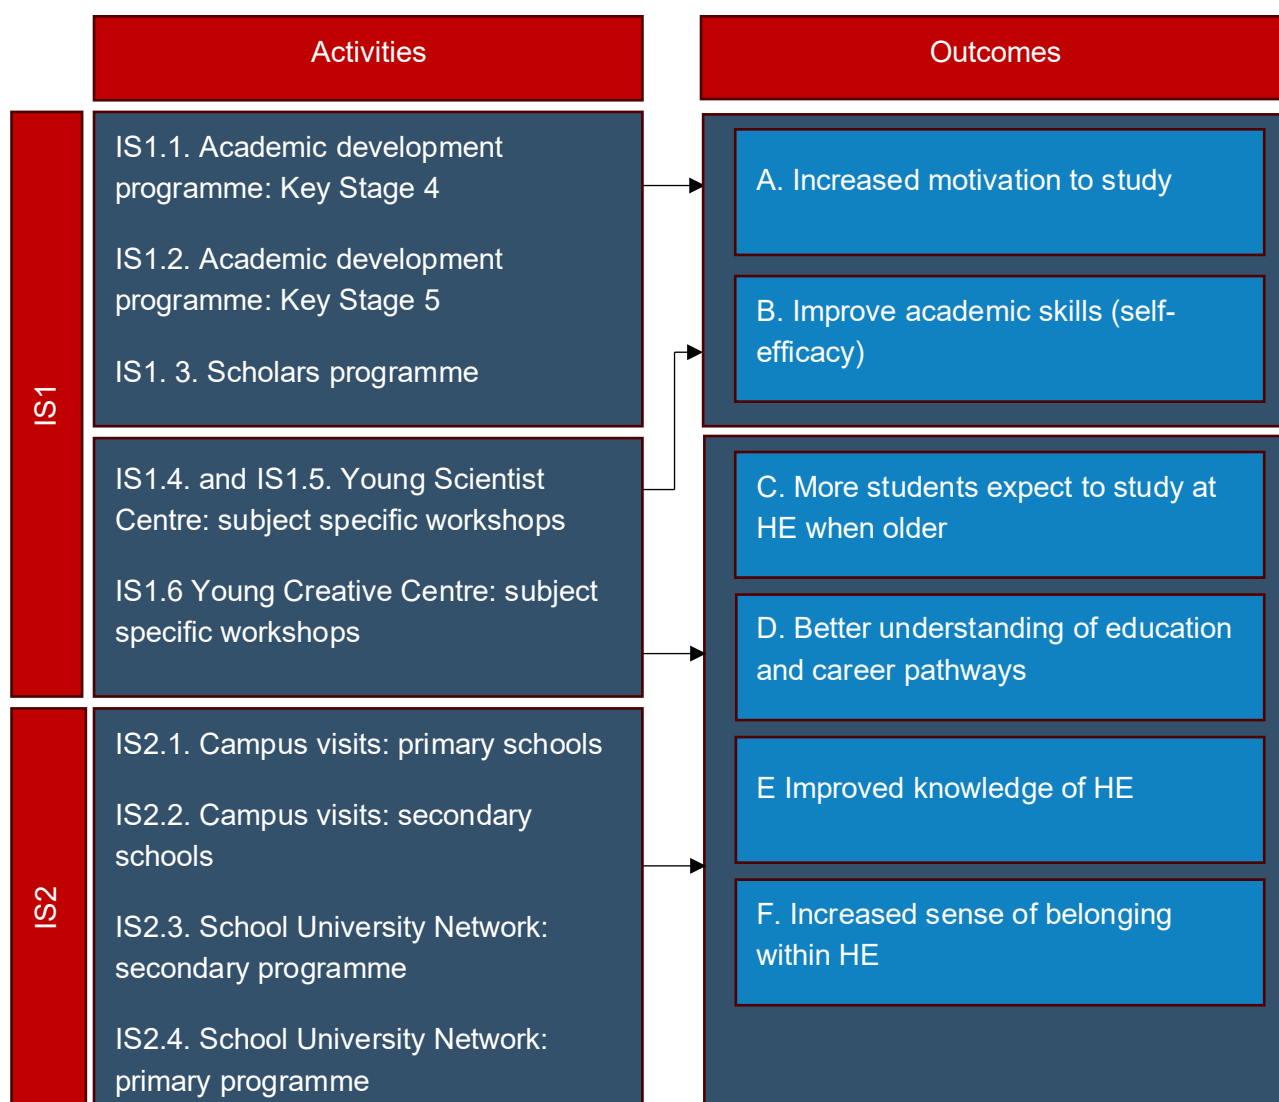 Activities
Outcomes
IS1
IS1.1. Academic development
programme: Key Stage 4
IS1.2. Academic development
programme: Key Stage 5
IS1. 3. Scholars programme
IS1.4. and IS1.5. Young Scientist
Centre: subject specific workshops
IS1.6 Young Creative Centre: subject
specific workshops
A. Increased motivation to study
B. Improve academic skills (self-
efficacy)
C. More students expect to study at
HE when older
D. Better understanding of education
and career pathways
E Improved knowledge of HE
F. Increased sense of belonging
within HE
IS2
IS2.1. Campus visits: primary schools
IS2.2. Campus visits: secondary
schools
IS2.3. School University Network:
secondary programme
IS2.4. School University Network:
primary programme